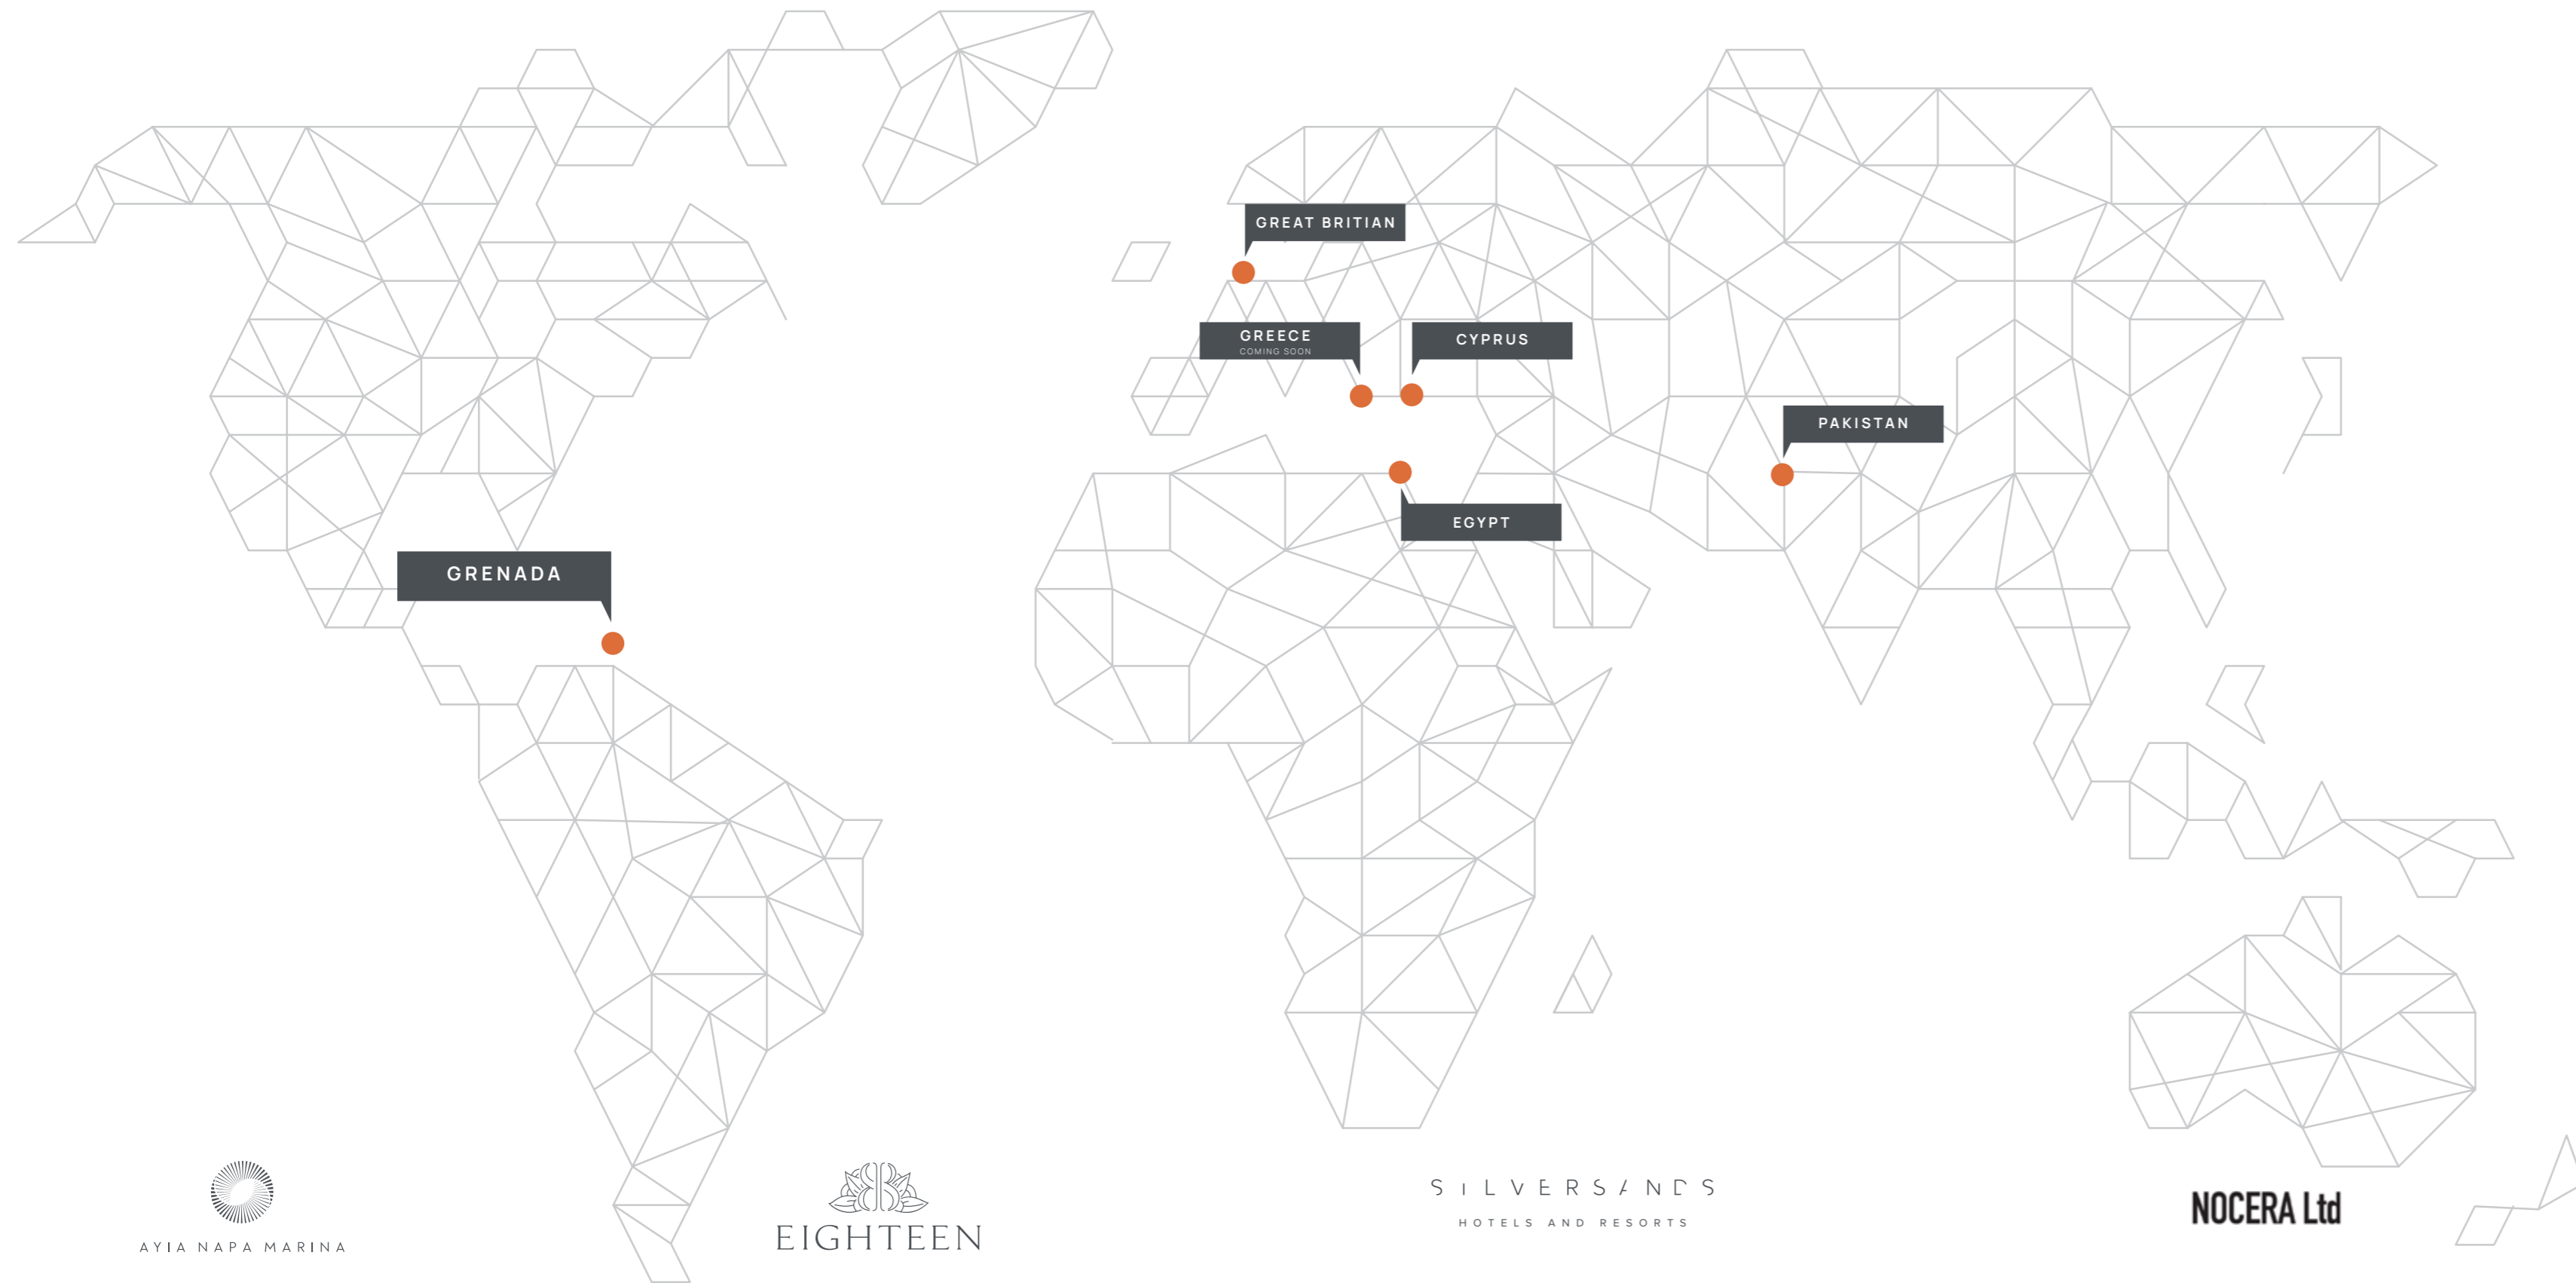 GREAT BRITIAN
GREECE
COMING SOON
CYPRUS
PAKISTAN
EGYPT
GRENADA
AYIA NAPA MARINA
EIGHTEEN
SILVERSANDS
HOTELS AND RESORTS
NOCERA Ltd